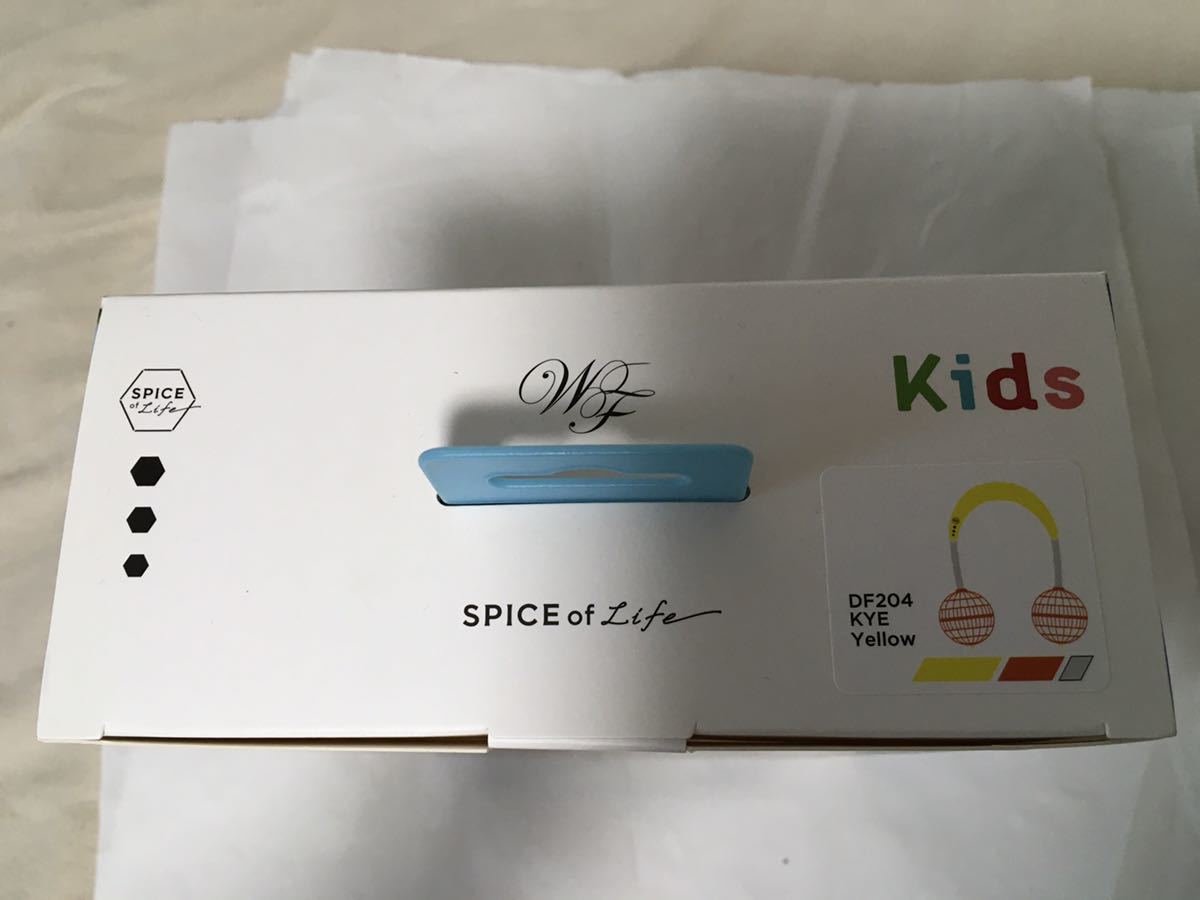 SPICE
of Life
WF
Kids
SPICE of Life
DF204
KYE
Yellow